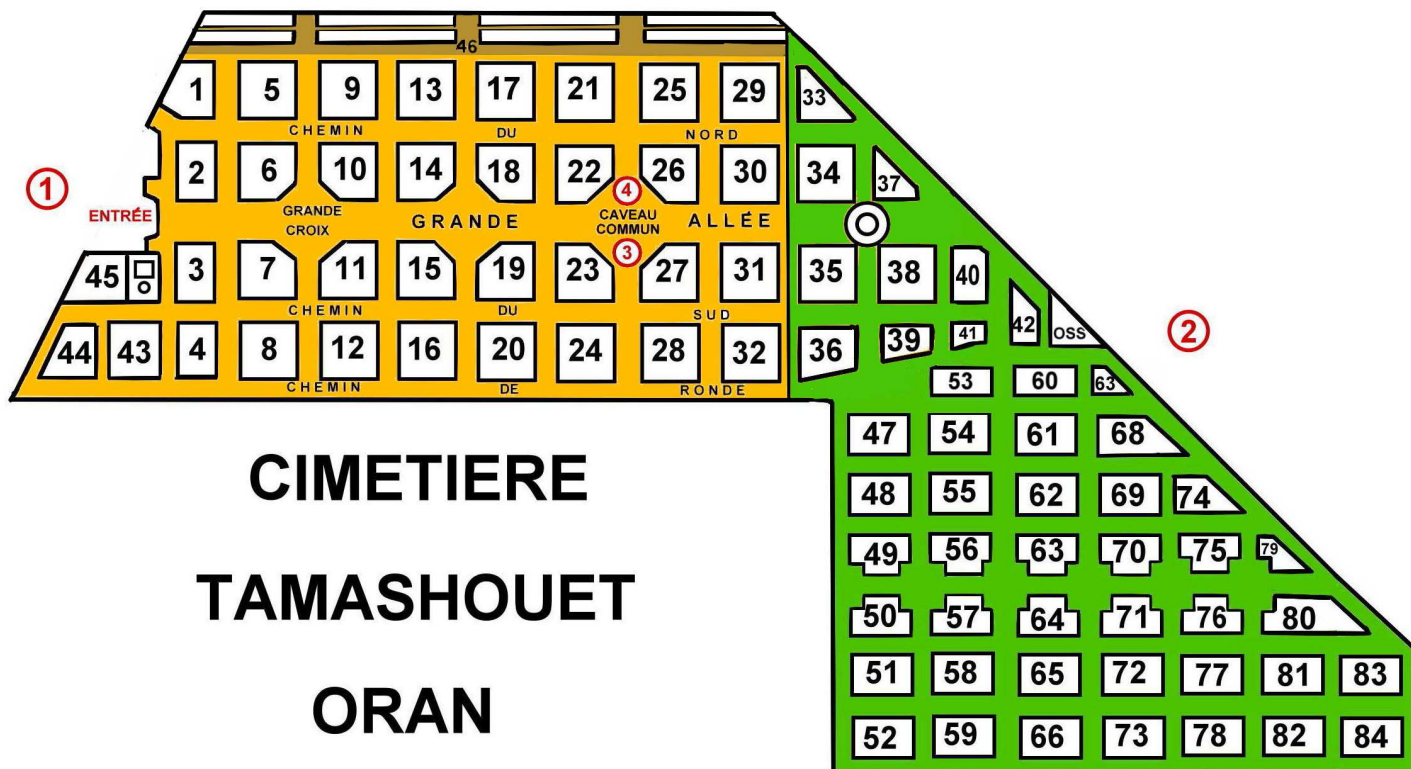 46
1 5 9 13 17 21 25 29 33
CHEMIN DU NORD
2 6 10 14 18 22 26 30 34 37
1
4
ENTRÉE
GRANDE
CROIX
GRANDE
CAVEAU
COMMUN
ALLÉE
3
45 3 7 11 15 19 23 27 31 35 38 40
CHEMIN DU SUD
42 OSS
2
44 43 4 8 12 16 20 24 28 32 36 39 41
CHEMIN DE RONDE
53 60 63
47 54 61 68
CIMETIERE
48 55 62 69 74
49 56 63 70 75 79
TAMASHOUET
50 57 64 71 76 80
51 58 65 72 77 81 83
ORAN
52 59 66 73 78 82 84